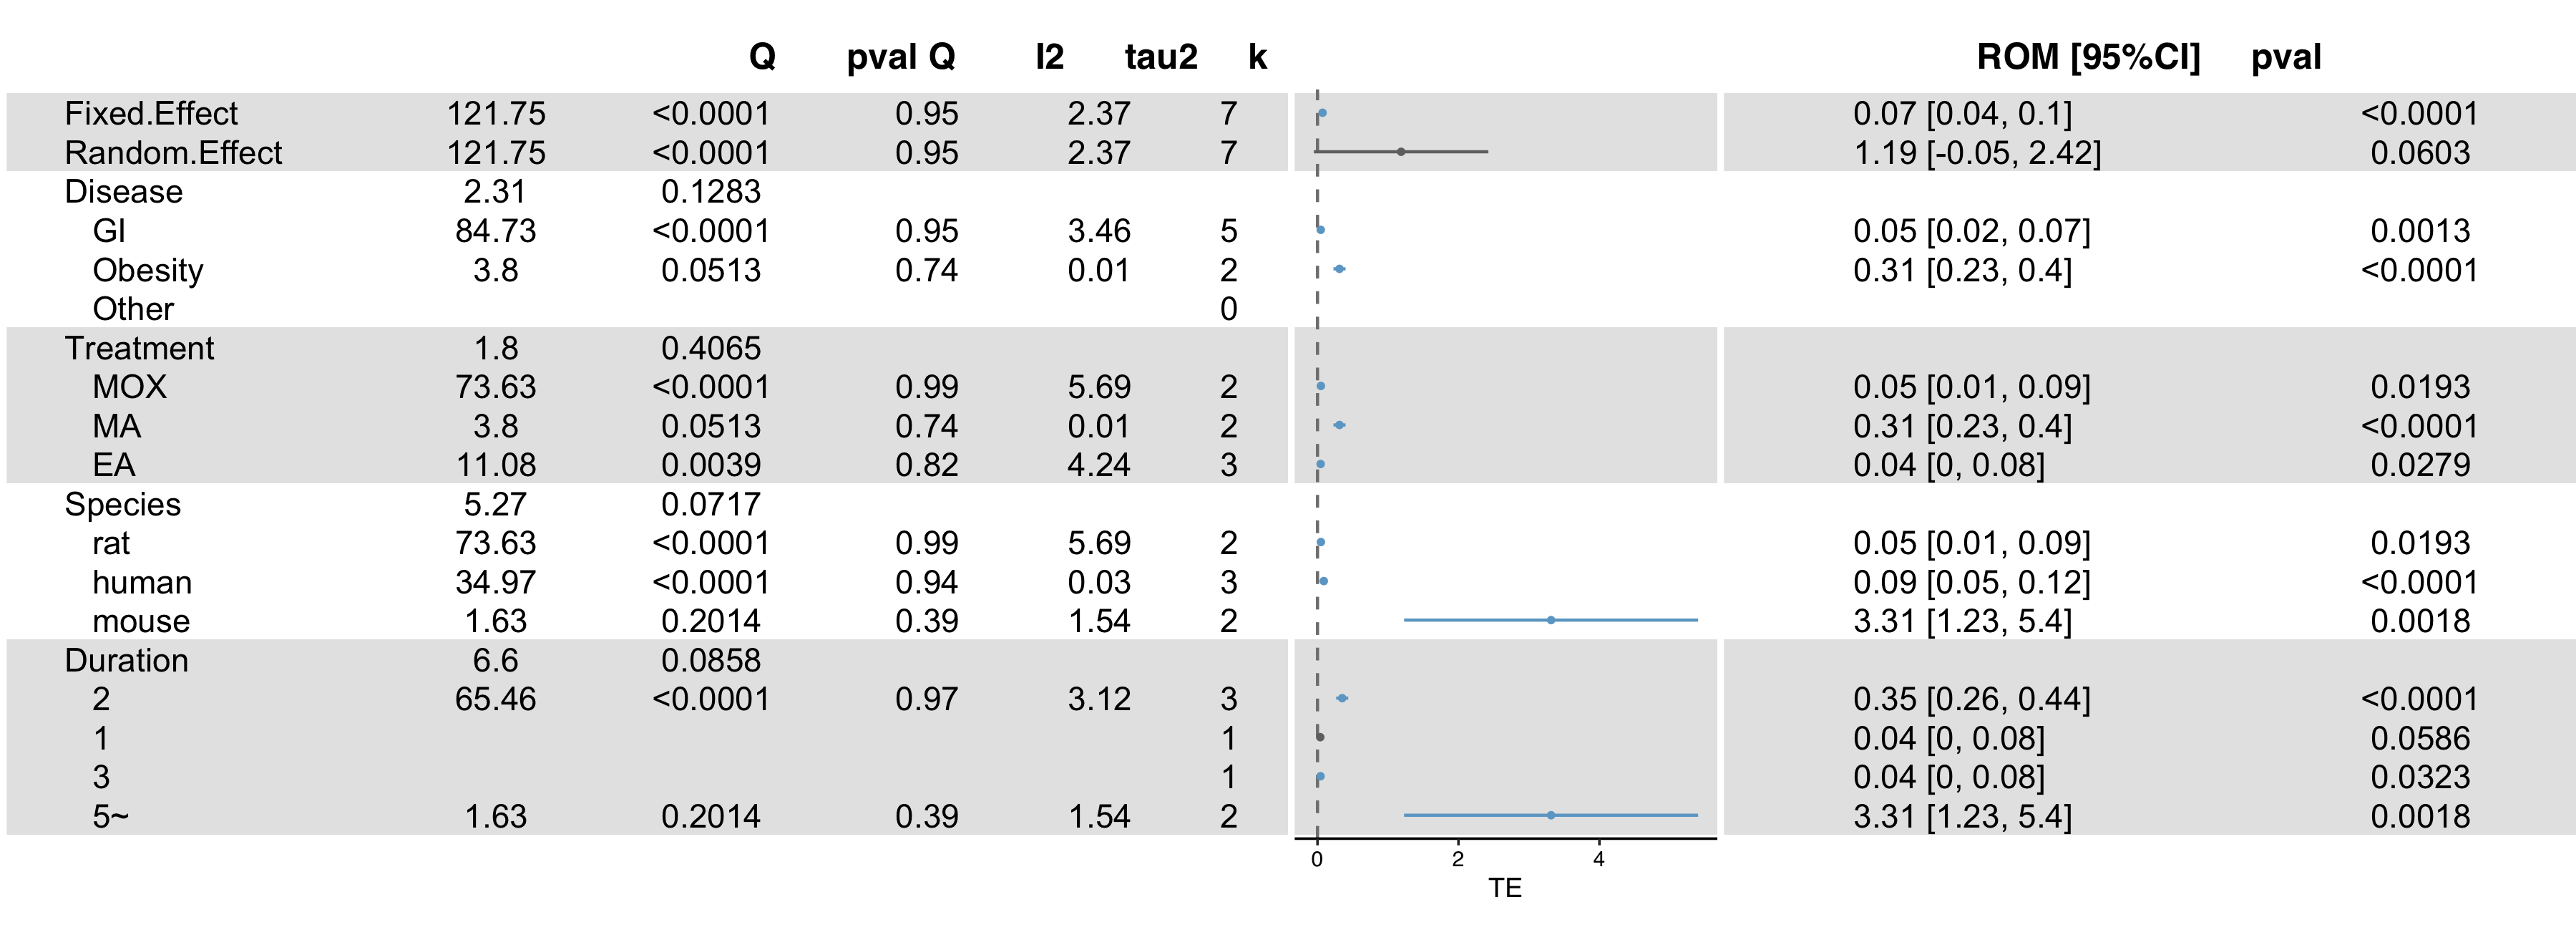 Q pval Q I2 tau2 k ROM [95%CI] pval
Fixed.Effect 121.75 <0.0001 0.95 2.37 7 0.07 [0.04, 0.1] <0.0001
Random.Effect 121.75 <0.0001 0.95 2.37 7 1.19 [-0.05, 2.42] 0.0603
Disease 2.31 0.1283
GI 84.73 <0.0001 0.95 3.46 5 0.05 [0.02, 0.07] 0.0013
Obesity 3.8 0.0513 0.74 0.01 2 0.31 [0.23, 0.4] <0.0001
Other 0
Treatment 1.8 0.4065
MOX 73.63 <0.0001 0.99 5.69 2 0.05 [0.01, 0.09] 0.0193
MA 3.8 0.0513 0.74 0.01 2 0.31 [0.23, 0.4] <0.0001
EA 11.08 0.0039 0.82 4.24 3 0.04 [0, 0.08] 0.0279
Species 5.27 0.0717
rat 73.63 <0.0001 0.99 5.69 2 0.05 [0.01, 0.09] 0.0193
human 34.97 <0.0001 0.94 0.03 3 0.09 [0.05, 0.12] <0.0001
mouse 1.63 0.2014 0.39 1.54 2 3.31 [1.23, 5.4] 0.0018
Duration 6.6 0.0858
2 65.46 <0.0001 0.97 3.12 3 0.35 [0.26, 0.44] <0.0001
1 1 0.04 [0, 0.08] 0.0586
3 1 0.04 [0, 0.08] 0.0323
5~ 1.63 0.2014 0.39 1.54 2 3.31 [1.23, 5.4] 0.0018
0 2 4
TE